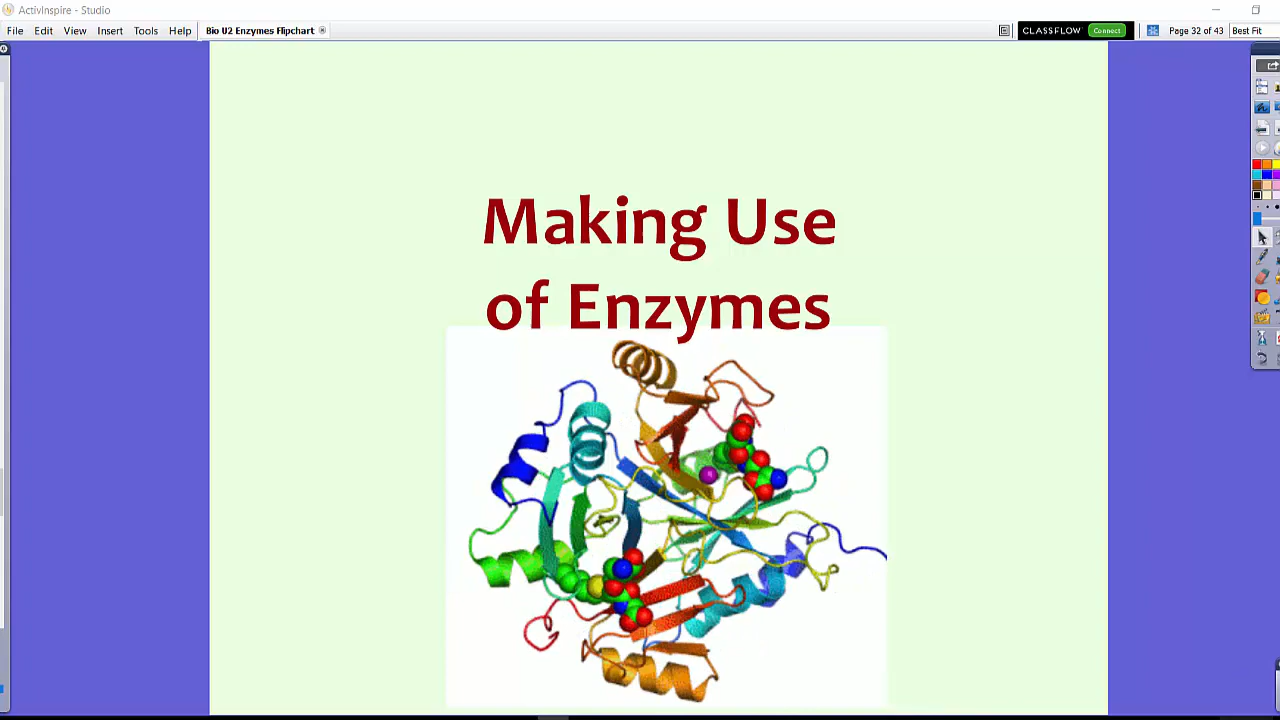 ActivInspire - Studio
File Edit View Insert Tools Help Bio U2 Enzymes Flipchart CLASSFLOW Connect Page 32 of 43 Best Fit
Making Use
of Enzymes